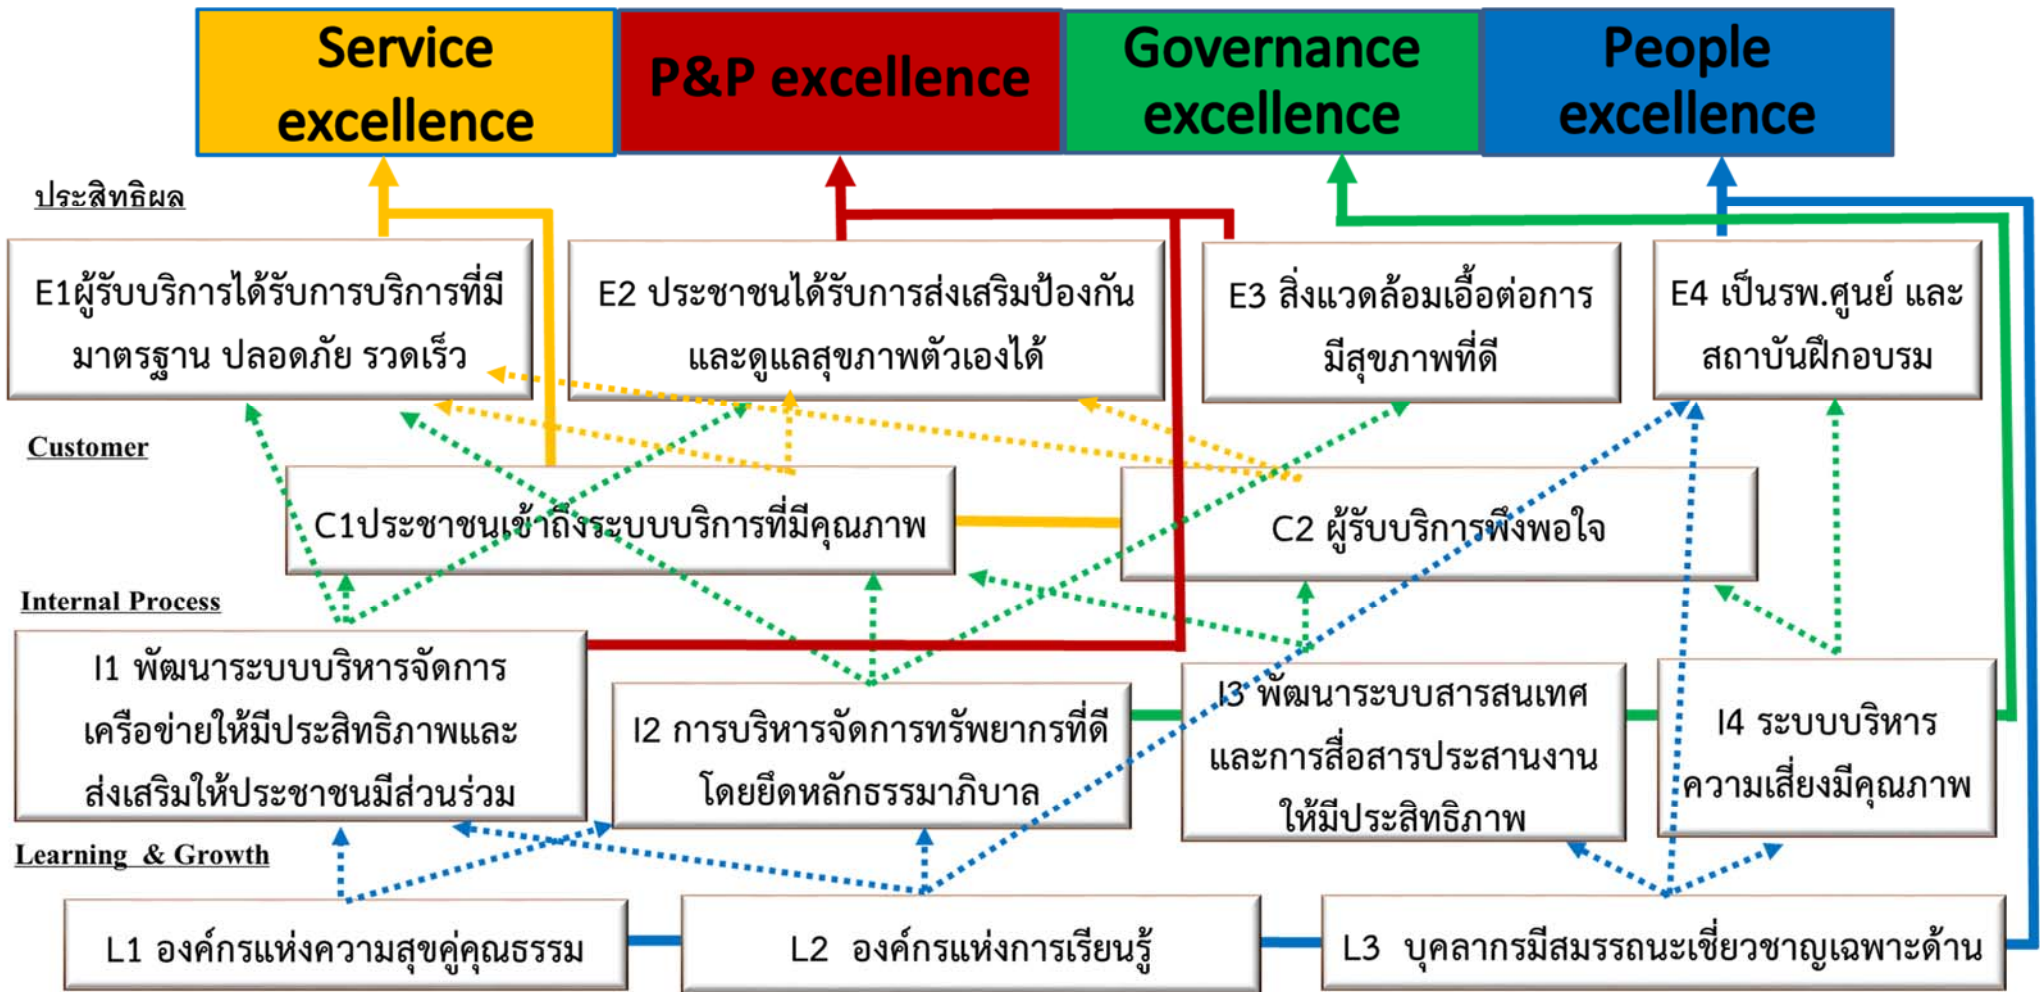 Service
excellence
P&P excellence
Governance
excellence
People
excellence
ประสิทธิผล
E1ผู้รับบริการได้รับการบริการที่มี
มาตรฐาน ปลอดภัย รวดเร็ว
E2 ประชาชนได้รับการส่งเสริมป้องกัน
และดูแลสุขภาพตัวเองได้
E3 สิ่งแวดล้อมเอื้อต่อการ
มีสุขภาพที่ดี
E4 เป็นรพ.ศูนย์ และ
สถาบันฝึกอบรม
Customer
C1ประชาชนเข้าถึงระบบบริการที่มีคุณภาพ
C2 ผู้รับบริการพึงพอใจ
Internal Process
I1 พัฒนาระบบบริหารจัดการ
เครือข่ายให้มีประสิทธิภาพและ
ส่งเสริมให้ประชาชนมีส่วนร่วม
I2 การบริหารจัดการทรัพยากรที่ดี
โดยยึดหลักธรรมาภิบาล
I3 พัฒนาระบบสารสนเทศ
และการสื่อสารประสานงาน
ให้มีประสิทธิภาพ
I4 ระบบบริหาร
ความเสี่ยงมีคุณภาพ
Learning & Growth
L1 องค์กรแห่งความสุขคู่คุณธรรม
L2 องค์กรแห่งการเรียนรู้
L3 บุคลากรมีสมรรถนะเชี่ยวชาญเฉพาะด้าน